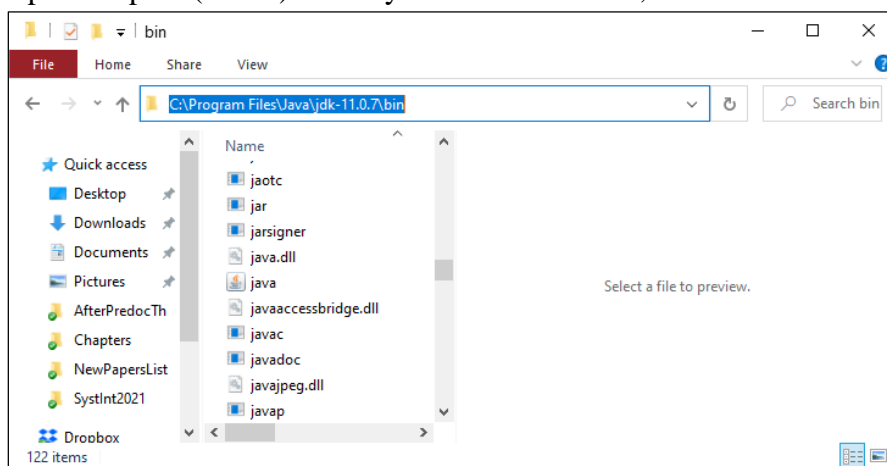 bin
File Home Share View
C:\Program Files\Java\jdk-11.0.7\bin
Search bin
Name
Quick access
Desktop
Downloads
Documents
Pictures
AfterPredocTh
Chapters
NewPapersList
SystInt2021
Dropbox
jaotc
jar
jarsigner
java.dll
java
javaaccessbridge.dll
javac
javadoc
javajpeg.dll
javap
Select a file to preview.
122 items